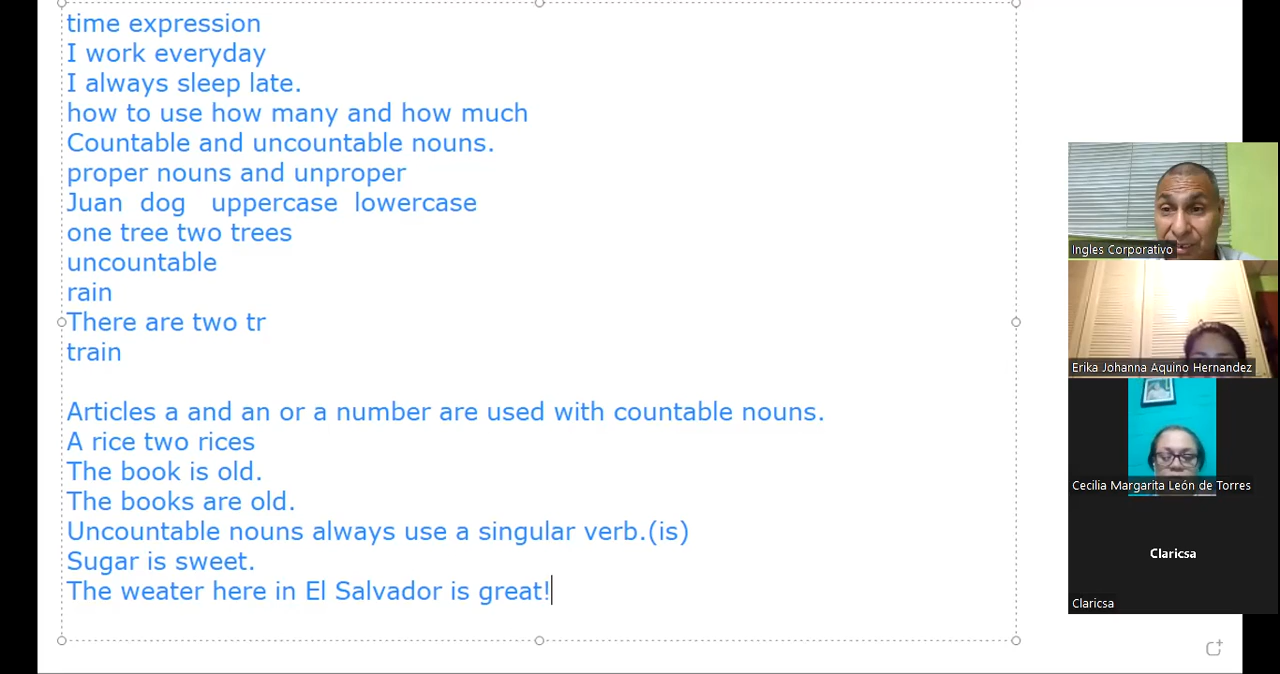 time expression
I work everyday
I always sleep late.
how to use how many and how much
Countable and uncountable nouns.
proper nouns and unproper
Juan dog uppercase lowercase
one tree two trees
uncountable
rain
There are two tr
train
Articles a and an or a number are used with countable nouns.
A rice two rices
The book is old.
The books are old.
Uncountable nouns always use a singular verb.(is)
Sugar is sweet.
The weater here in El Salvador is great!
Ingles Corporativo
Erika Johanna Aquino Hernandez
Cecilia Margarita León de Torres
Claricsa
Claricsa